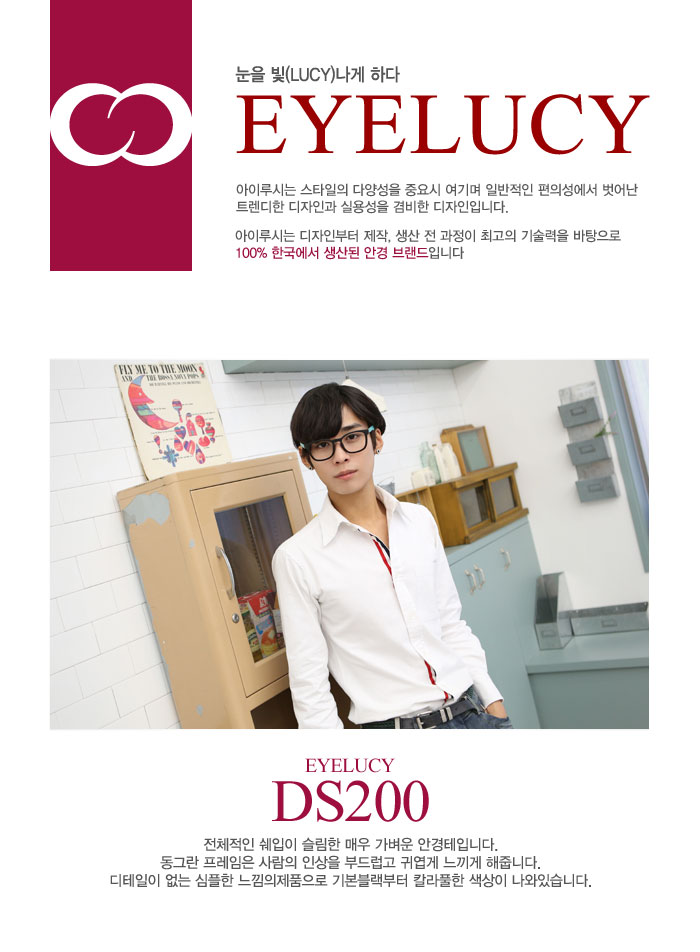 눈을 빛(LUCY)나게 하다
EYELUCY
아이루시는 스타일의 다양성을 중요시 여기며 일반적인 편의성에서 벗어난
트렌디한 디자인과 실용성을 겸비한 디자인입니다.
아이루시는 디자인부터 제작, 생산 전 과정이 최고의 기술력을 바탕으로
100% 한국에서 생산된 안경 브랜드입니다
FLY ME TO THE MOON
AND THE BOSSA NOVA POPS
EYELUCY
DS200
전체적인 쉐입이 슬림한 매우 가벼운 안경테입니다.
동그란 프레임은 사람의 인상을 부드럽고 귀엽게 느끼게 해줍니다.
디테일이 없는 심플한 느낌의제품으로 기본블랙부터 칼라풀한 색상이 나와있습니다.